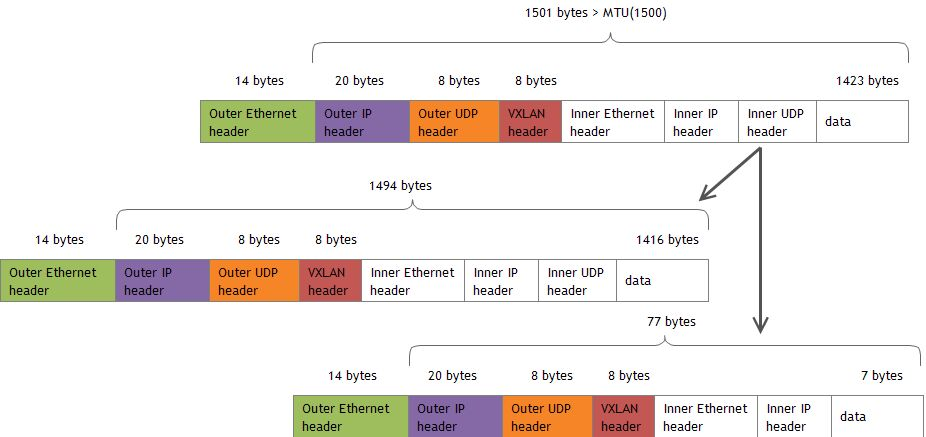 1501 bytes > MTU(1500)
14 bytes 20 bytes 8 bytes 8 bytes 1423 bytes
Outer Ethernet header Outer IP header Outer UDP header VXLAN header Inner Ethernet header Inner IP header Inner UDP header data
1494 bytes
14 bytes 20 bytes 8 bytes 8 bytes 1416 bytes
Outer Ethernet header Outer IP header Outer UDP header VXLAN header Inner Ethernet header Inner IP header Inner UDP header data
77 bytes
14 bytes 20 bytes 8 bytes 8 bytes 7 bytes
Outer Ethernet header Outer IP header Outer UDP header VXLAN header Inner Ethernet header Inner IP header data